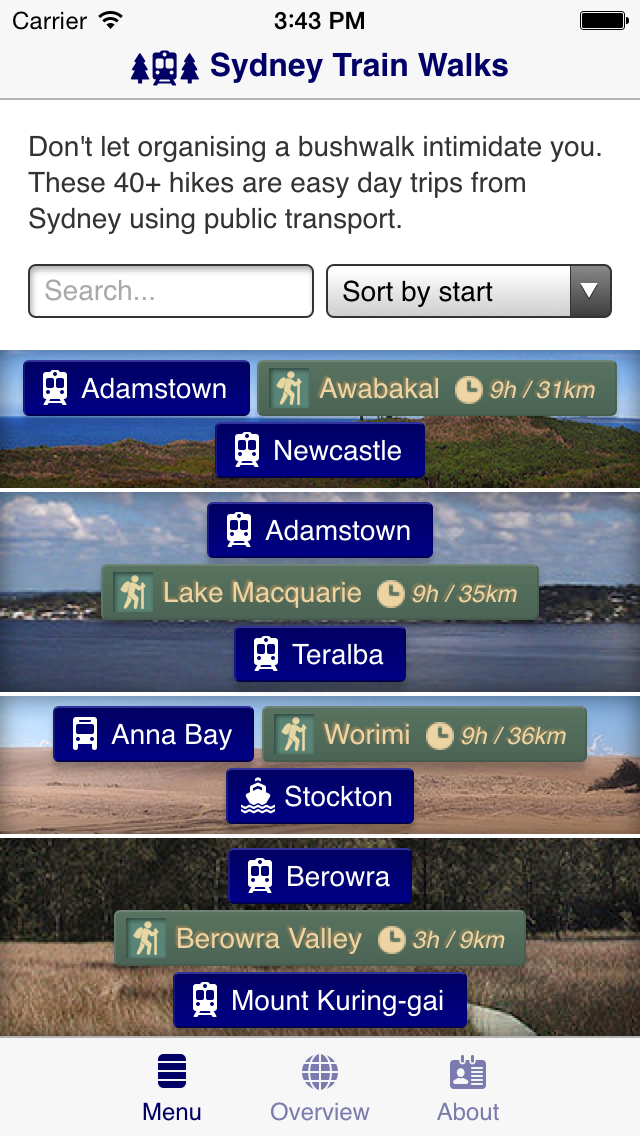 Carrier 3:43 PM
Sydney Train Walks
Don't let organising a bushwalk intimidate you.
These 40+ hikes are easy day trips from
Sydney using public transport.
Search... Sort by start
Adamstown Awabakal 9h / 31km
Newcastle
Adamstown
Lake Macquarie 9h / 35km
Teralba
Anna Bay Worimi 9h / 36km
Stockton
Berowra
Berowra Valley 3h / 9km
Mount Kuring-gai
Menu Overview About